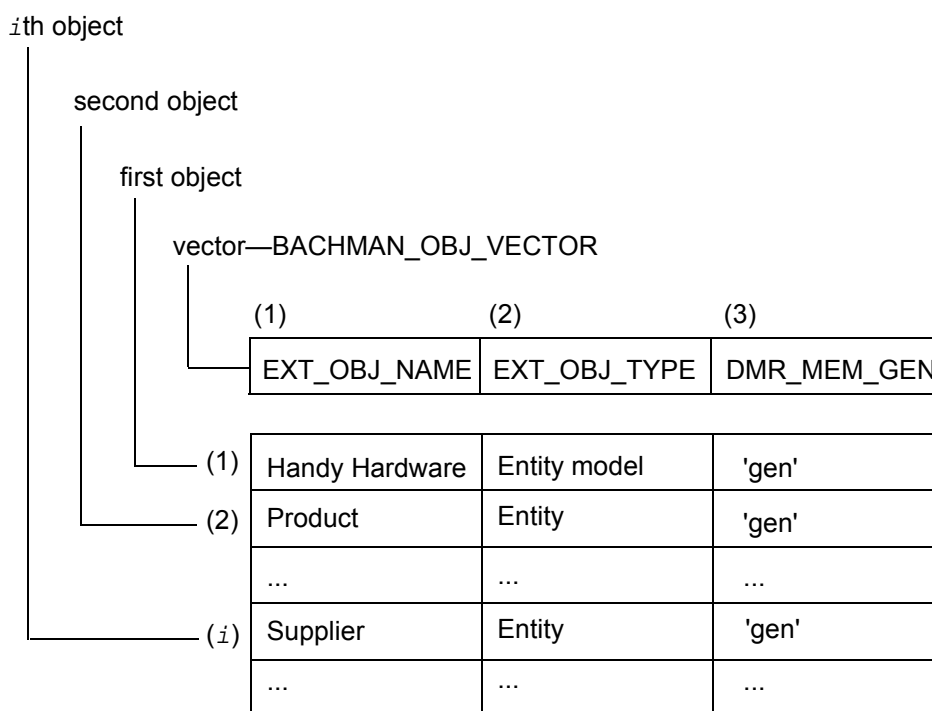 ith object
second object
first object
vector—BACHMAN_OBJ_VECTOR
(1) (2) (3)
EXT_OBJ_NAME EXT_OBJ_TYPE DMR_MEM_GEN
(1) Handy Hardware Entity model 'gen'
(2) Product Entity 'gen'
... ... ...
(i) Supplier Entity 'gen'
... ... ...